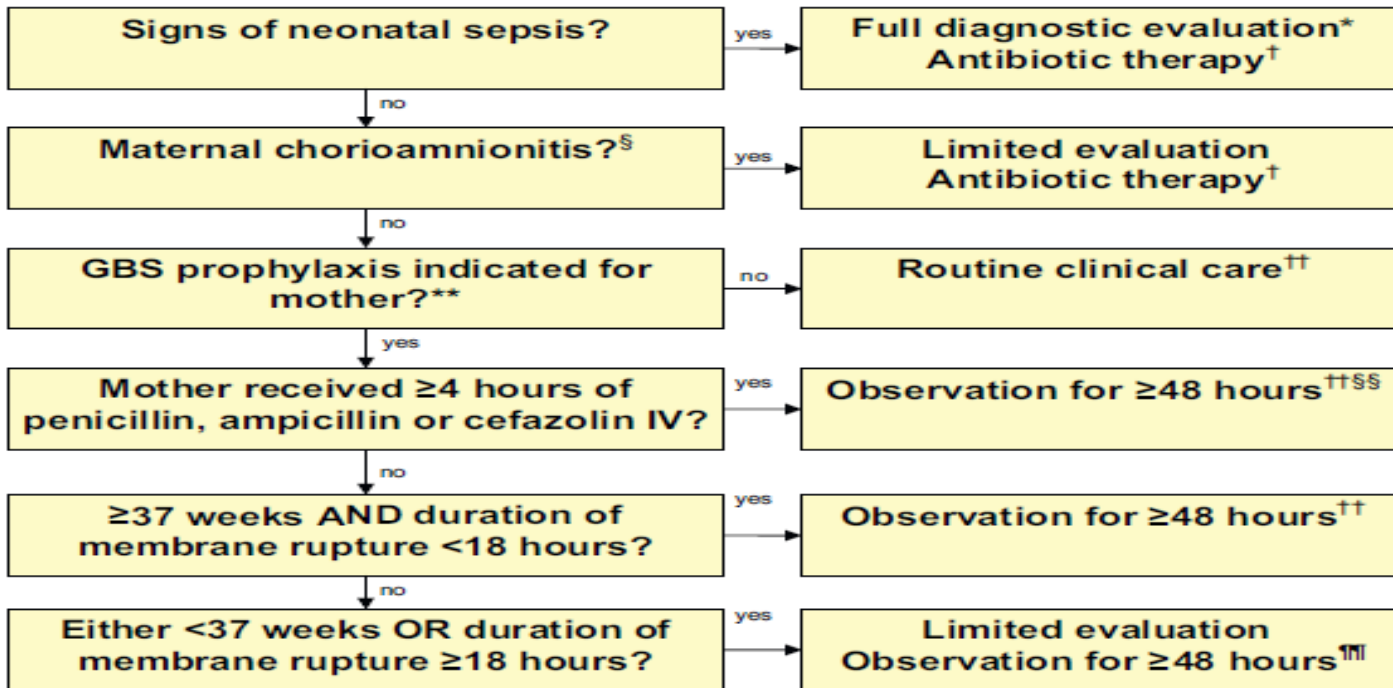 Signs of neonatal sepsis?
yes
Full diagnostic evaluation*
Antibiotic therapy†
no
Maternal chorioamnionitis?§
yes
Limited evaluation
Antibiotic therapy†
no
GBS prophylaxis indicated for
mother?**
no
Routine clinical care††
yes
Mother received ≥4 hours of
penicillin, ampicillin or cefazolin IV?
yes
Observation for ≥48 hours††§§
no
≥37 weeks AND duration of
membrane rupture <18 hours?
yes
Observation for ≥48 hours††
no
Either <37 weeks OR duration of
membrane rupture ≥18 hours?
yes
Limited evaluation
Observation for ≥48 hours¶¶